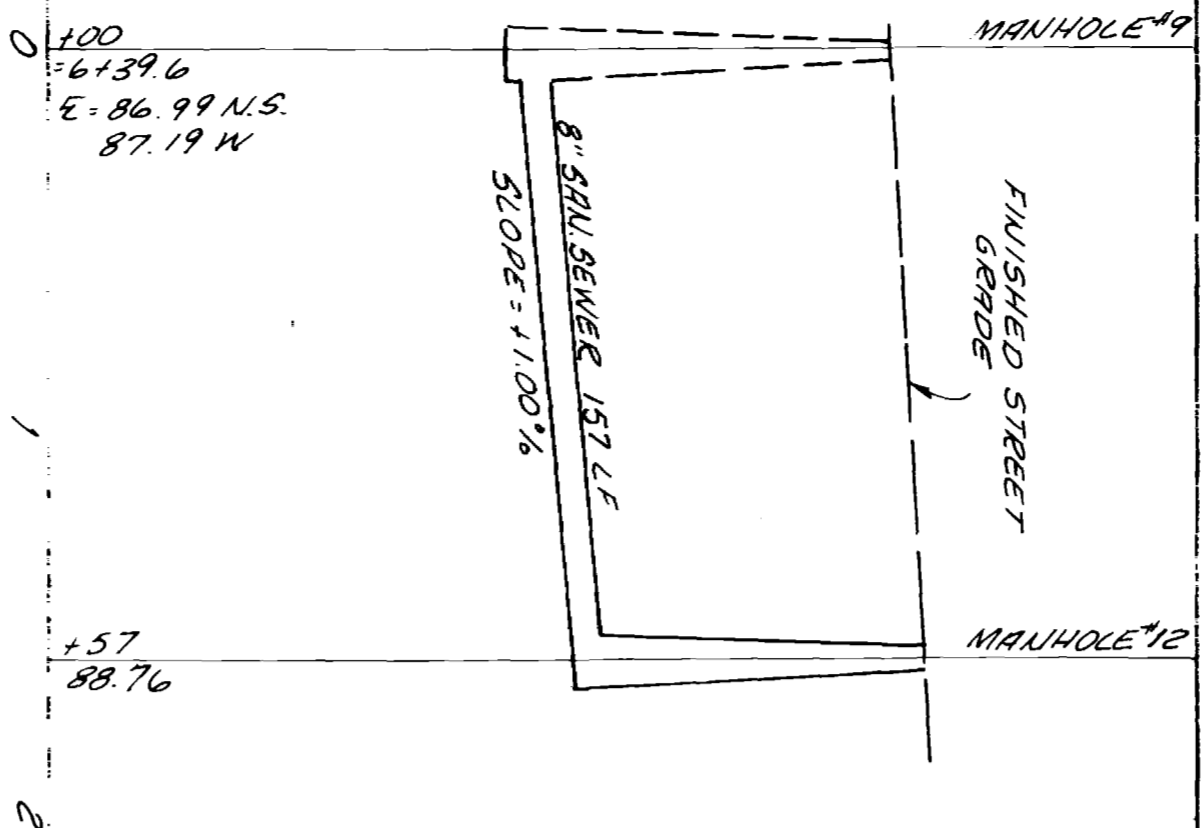 MANHOLE #9
0
+00
=6+39.6
E=86.99 N.S.
87.19 W
8" SAN. SEWER 157 LF
SLOPE = +1.00%
FINISHED STREET
GRADE
1
MANHOLE #12
+57
88.76
2